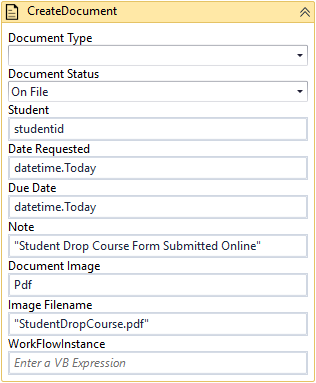 CreateDocument
Document Type
Document Status
On File
Student
studentid
Date Requested
datetime.Today
Due Date
datetime.Today
Note
"Student Drop Course Form Submitted Online"
Document Image
Pdf
Image Filename
"StudentDropCourse.pdf"
WorkFlowInstance
Enter a VB Expression